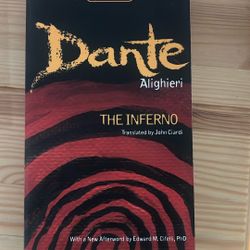 Dante
Alighieri
THE INFERNO
Translated by John Ciardi
With a New Afterword by Edward M. Cifelli, PhD